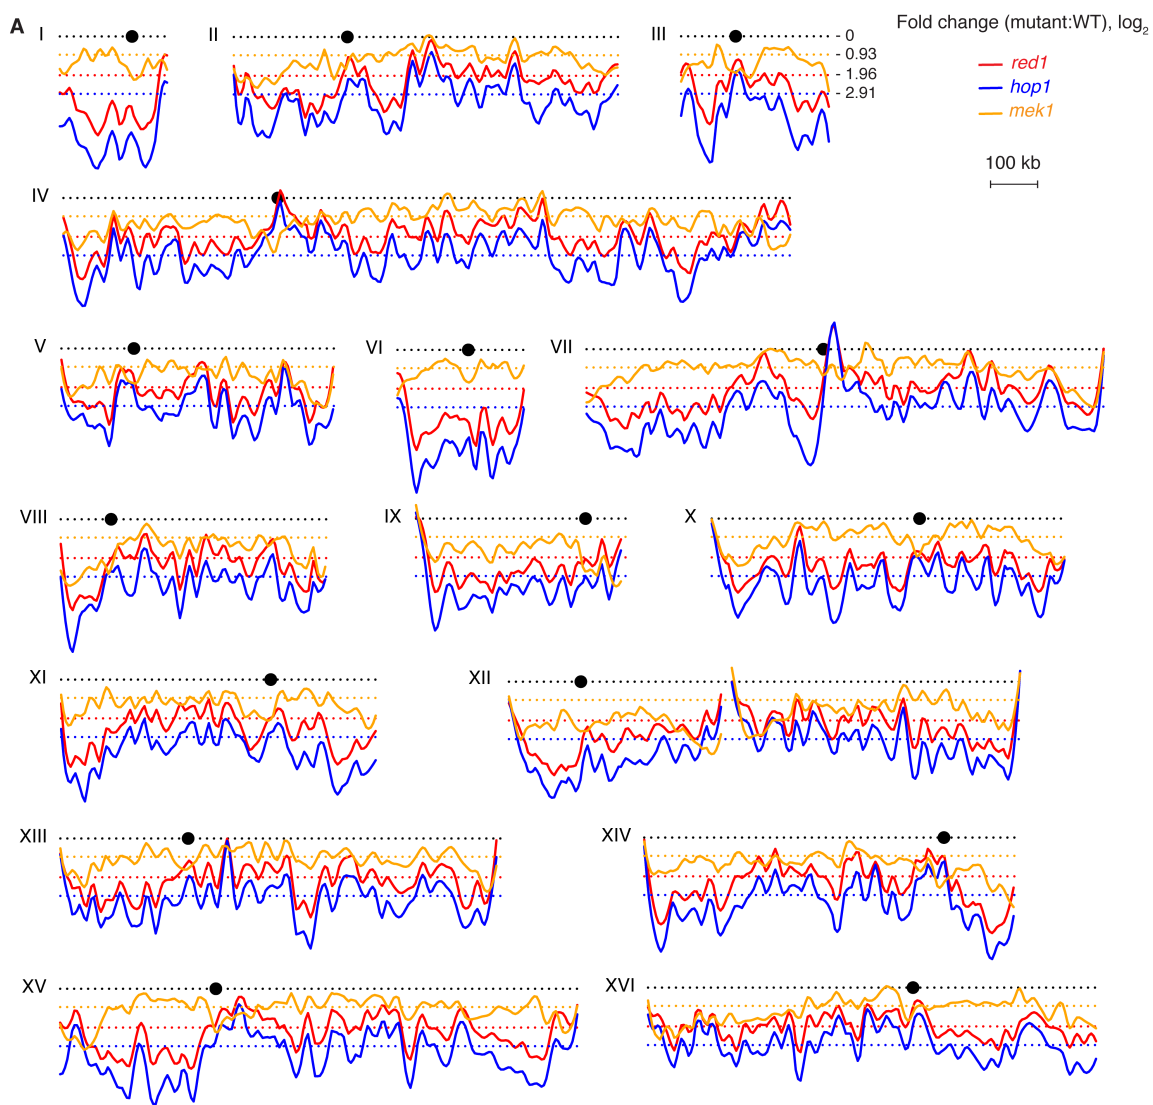 A
Fold change (mutant:WT), log2
I
II
III
- 0
- 0.93
- 1.96
- 2.91
red1
hop1
mek1
100 kb
IV
V
VI
VII
VIII
IX
X
XI
XII
XIII
XIV
XV
XVI